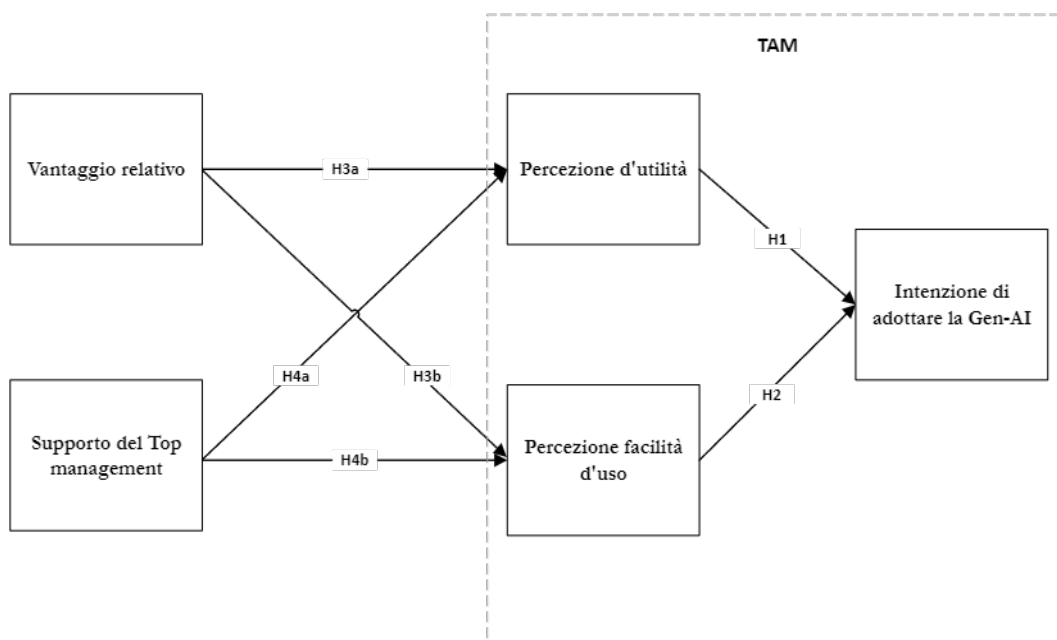 TAM
Vantaggio relativo
H3a
Percezione d'utilità
H1
Intenzione di
adottare la Gen-AI
H4a
H3b
H2
Supporto del Top
management
H4b
Percezione facilità
d'uso